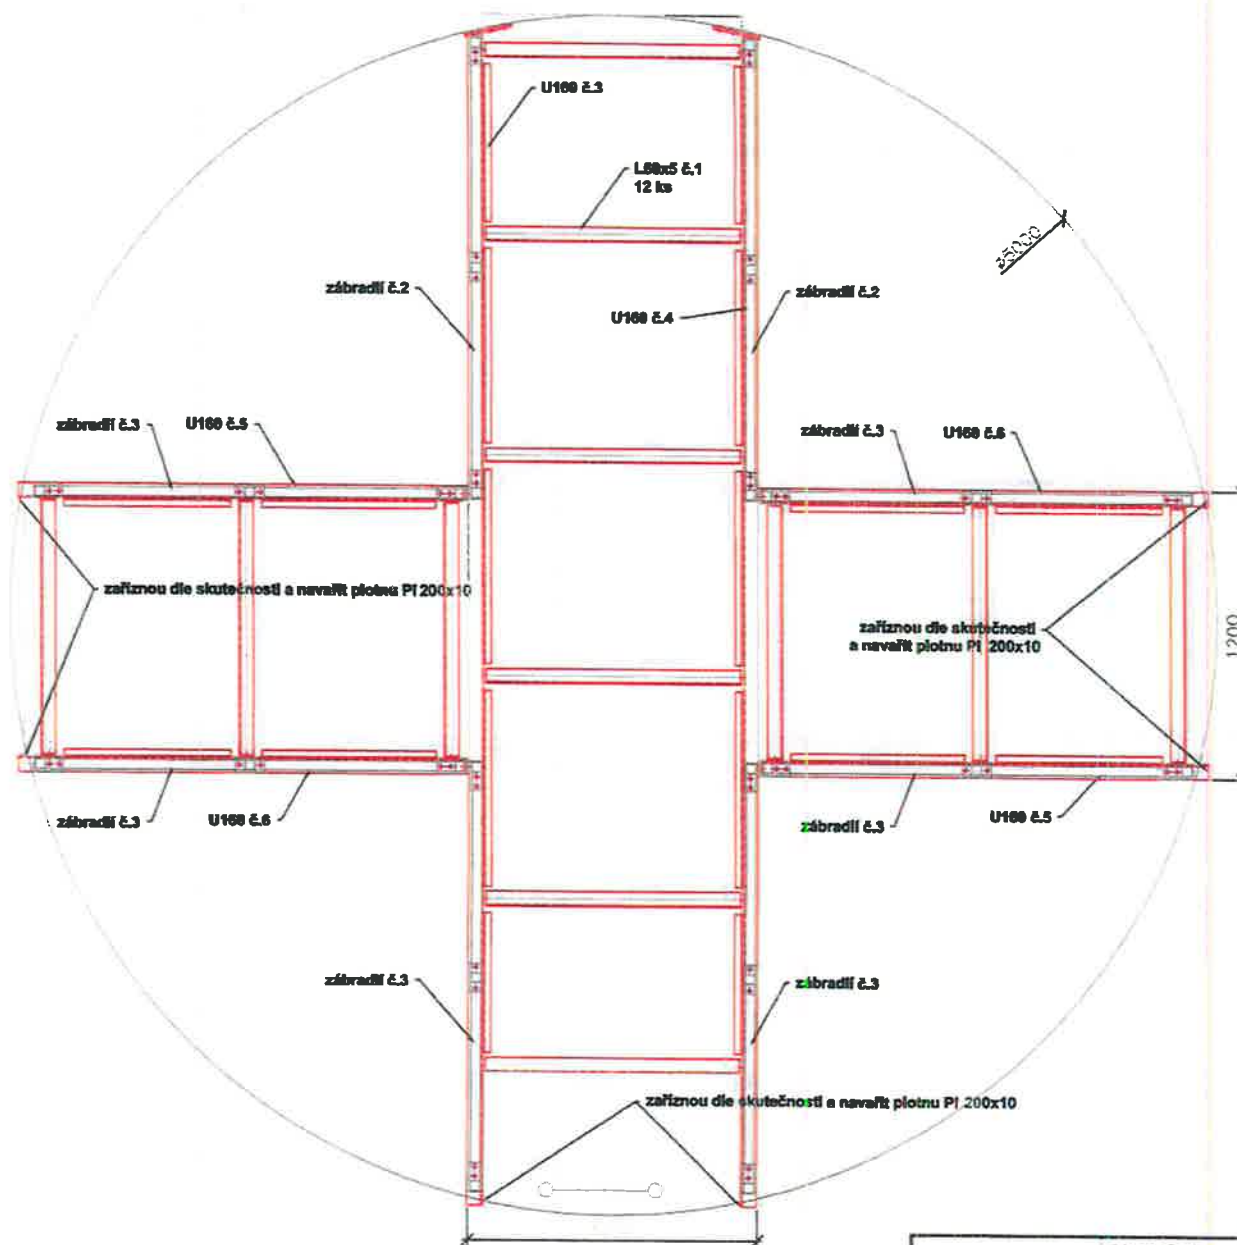 U160 č.3
L60x5 č.1
12 ks
ø5000
zábradlí č.2
U160 č.4
zábradlí č.2
zábradlí č.3
U160 č.5
zábradlí č.3
U160 č.6
zaříznou dle skutečnosti a navařit plotnu Pl 200x10
zaříznou dle skutečnosti
a navařit plotnu Pl 200x10
1200
zábradlí č.3
U160 č.6
zábradlí č.3
U160 č.5
zábradlí č.3
zábradlí č.3
zaříznou dle skutečnosti a navařit plotnu Pl 200x10